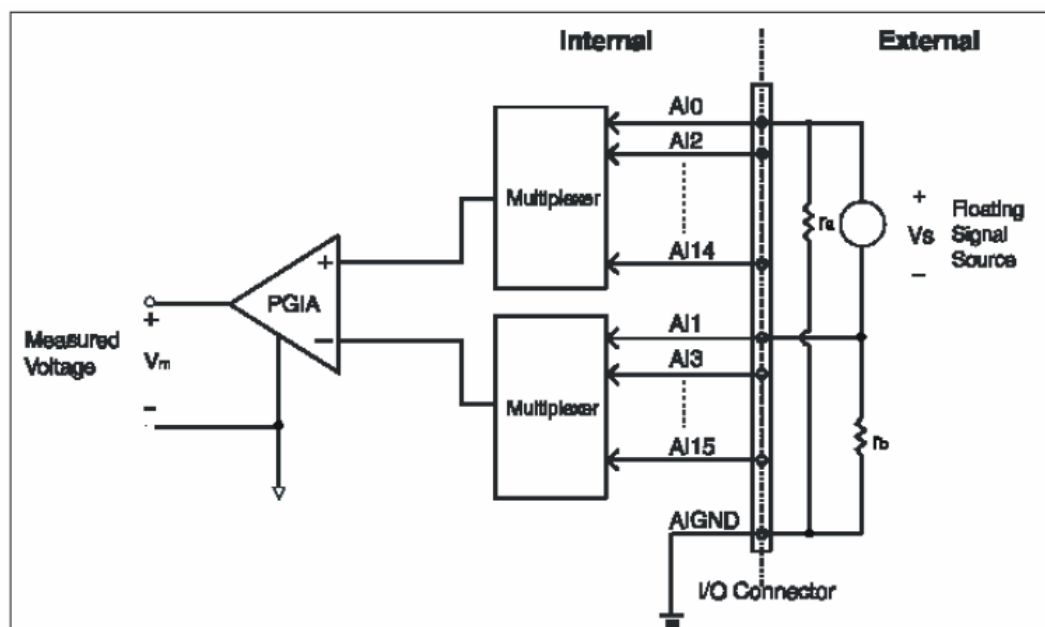 Internal
External
AI0
AI2
Multiplexer
AI14
+
PGIA
−
+
Measured
Voltage
Vm
−
AI1
AI3
Multiplexer
AI15
AIGND
I/O Connector
ra
rb
+
Vs
−
Floating
Signal
Source